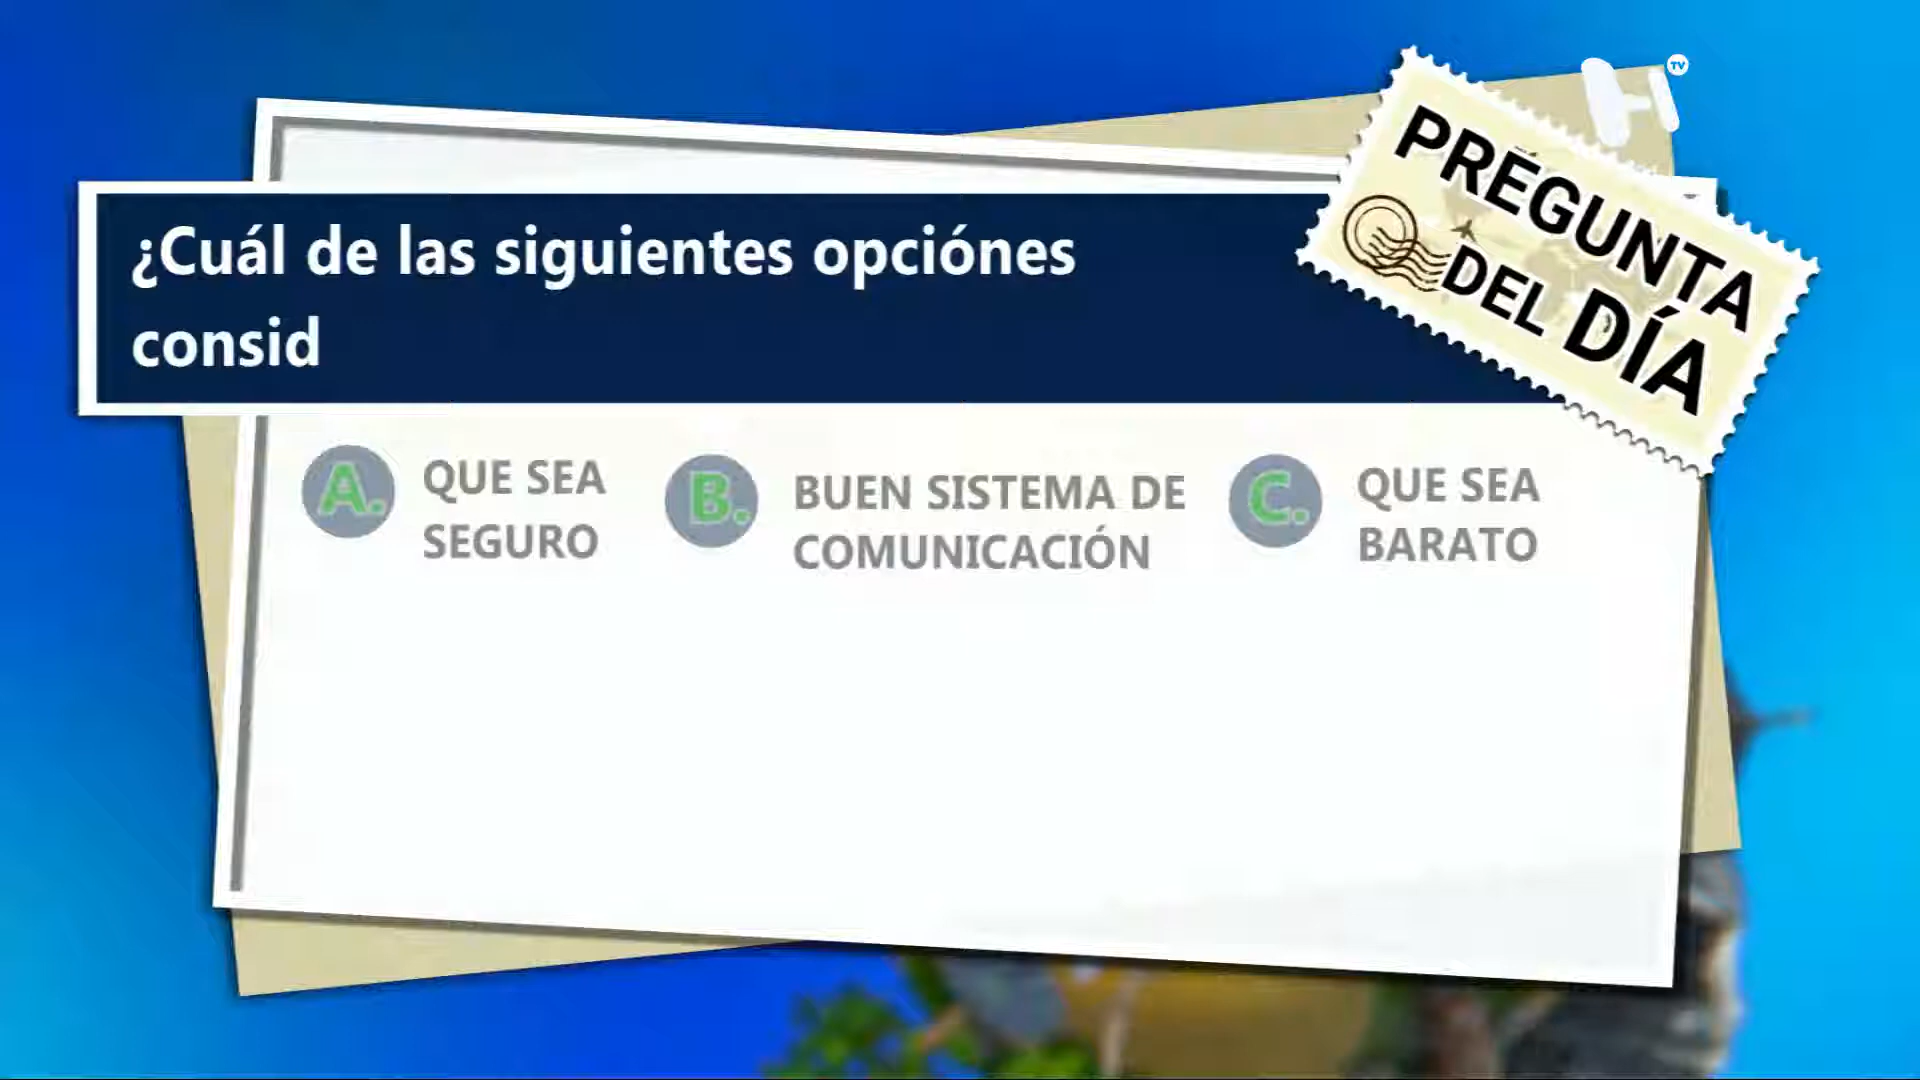 ¿Cuál de las siguientes opciónes
consid
PREGUNTA
DEL DÍA
TV
A. QUE SEA
SEGURO
B. BUEN SISTEMA DE
COMUNICACIÓN
C. QUE SEA
BARATO